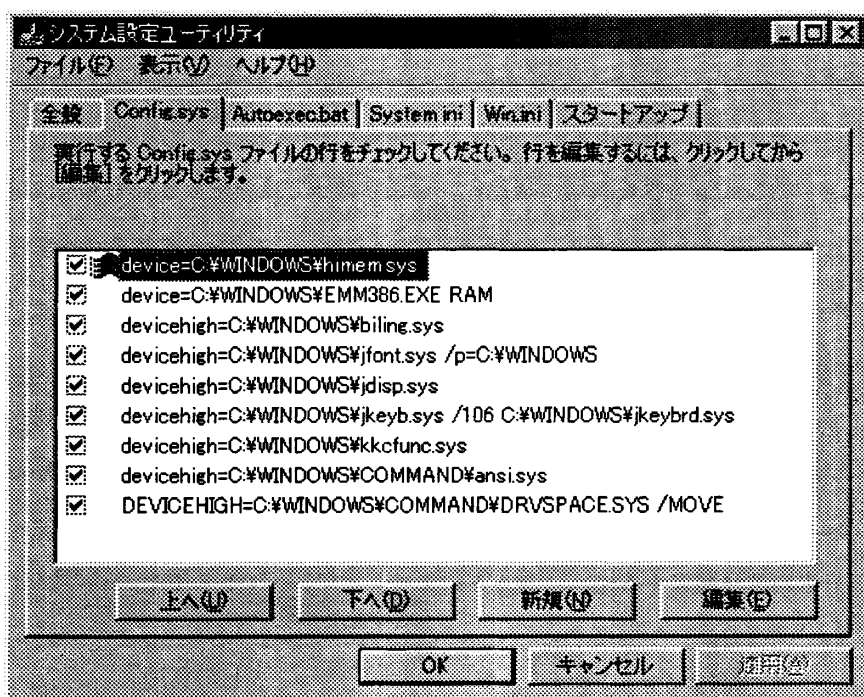 システム設定ユーティリティ
ファイル(F) 表示(V) ヘルプ(H)
全般 Config.sys Autoexec.bat System.ini Win.ini スタートアップ
実行する Config.sys ファイルの行をチェックしてください。行を編集するには、クリックしてから
[編集] をクリックします。
device=C:¥WINDOWS¥himem.sys
device=C:¥WINDOWS¥EMM386.EXE RAM
devicehigh=C:¥WINDOWS¥biling.sys
devicehigh=C:¥WINDOWS¥jfont.sys /p=C:¥WINDOWS
devicehigh=C:¥WINDOWS¥jdisp.sys
devicehigh=C:¥WINDOWS¥jkeyb.sys /106 C:¥WINDOWS¥jkeybrd.sys
devicehigh=C:¥WINDOWS¥kkcfunc.sys
devicehigh=C:¥WINDOWS¥COMMAND¥ansi.sys
DEVICEHIGH=C:¥WINDOWS¥COMMAND¥DRVSPACE.SYS /MOVE
上へ(U) 下へ(D) 新規(N) 編集(E)
OK キャンセル 適用(A)